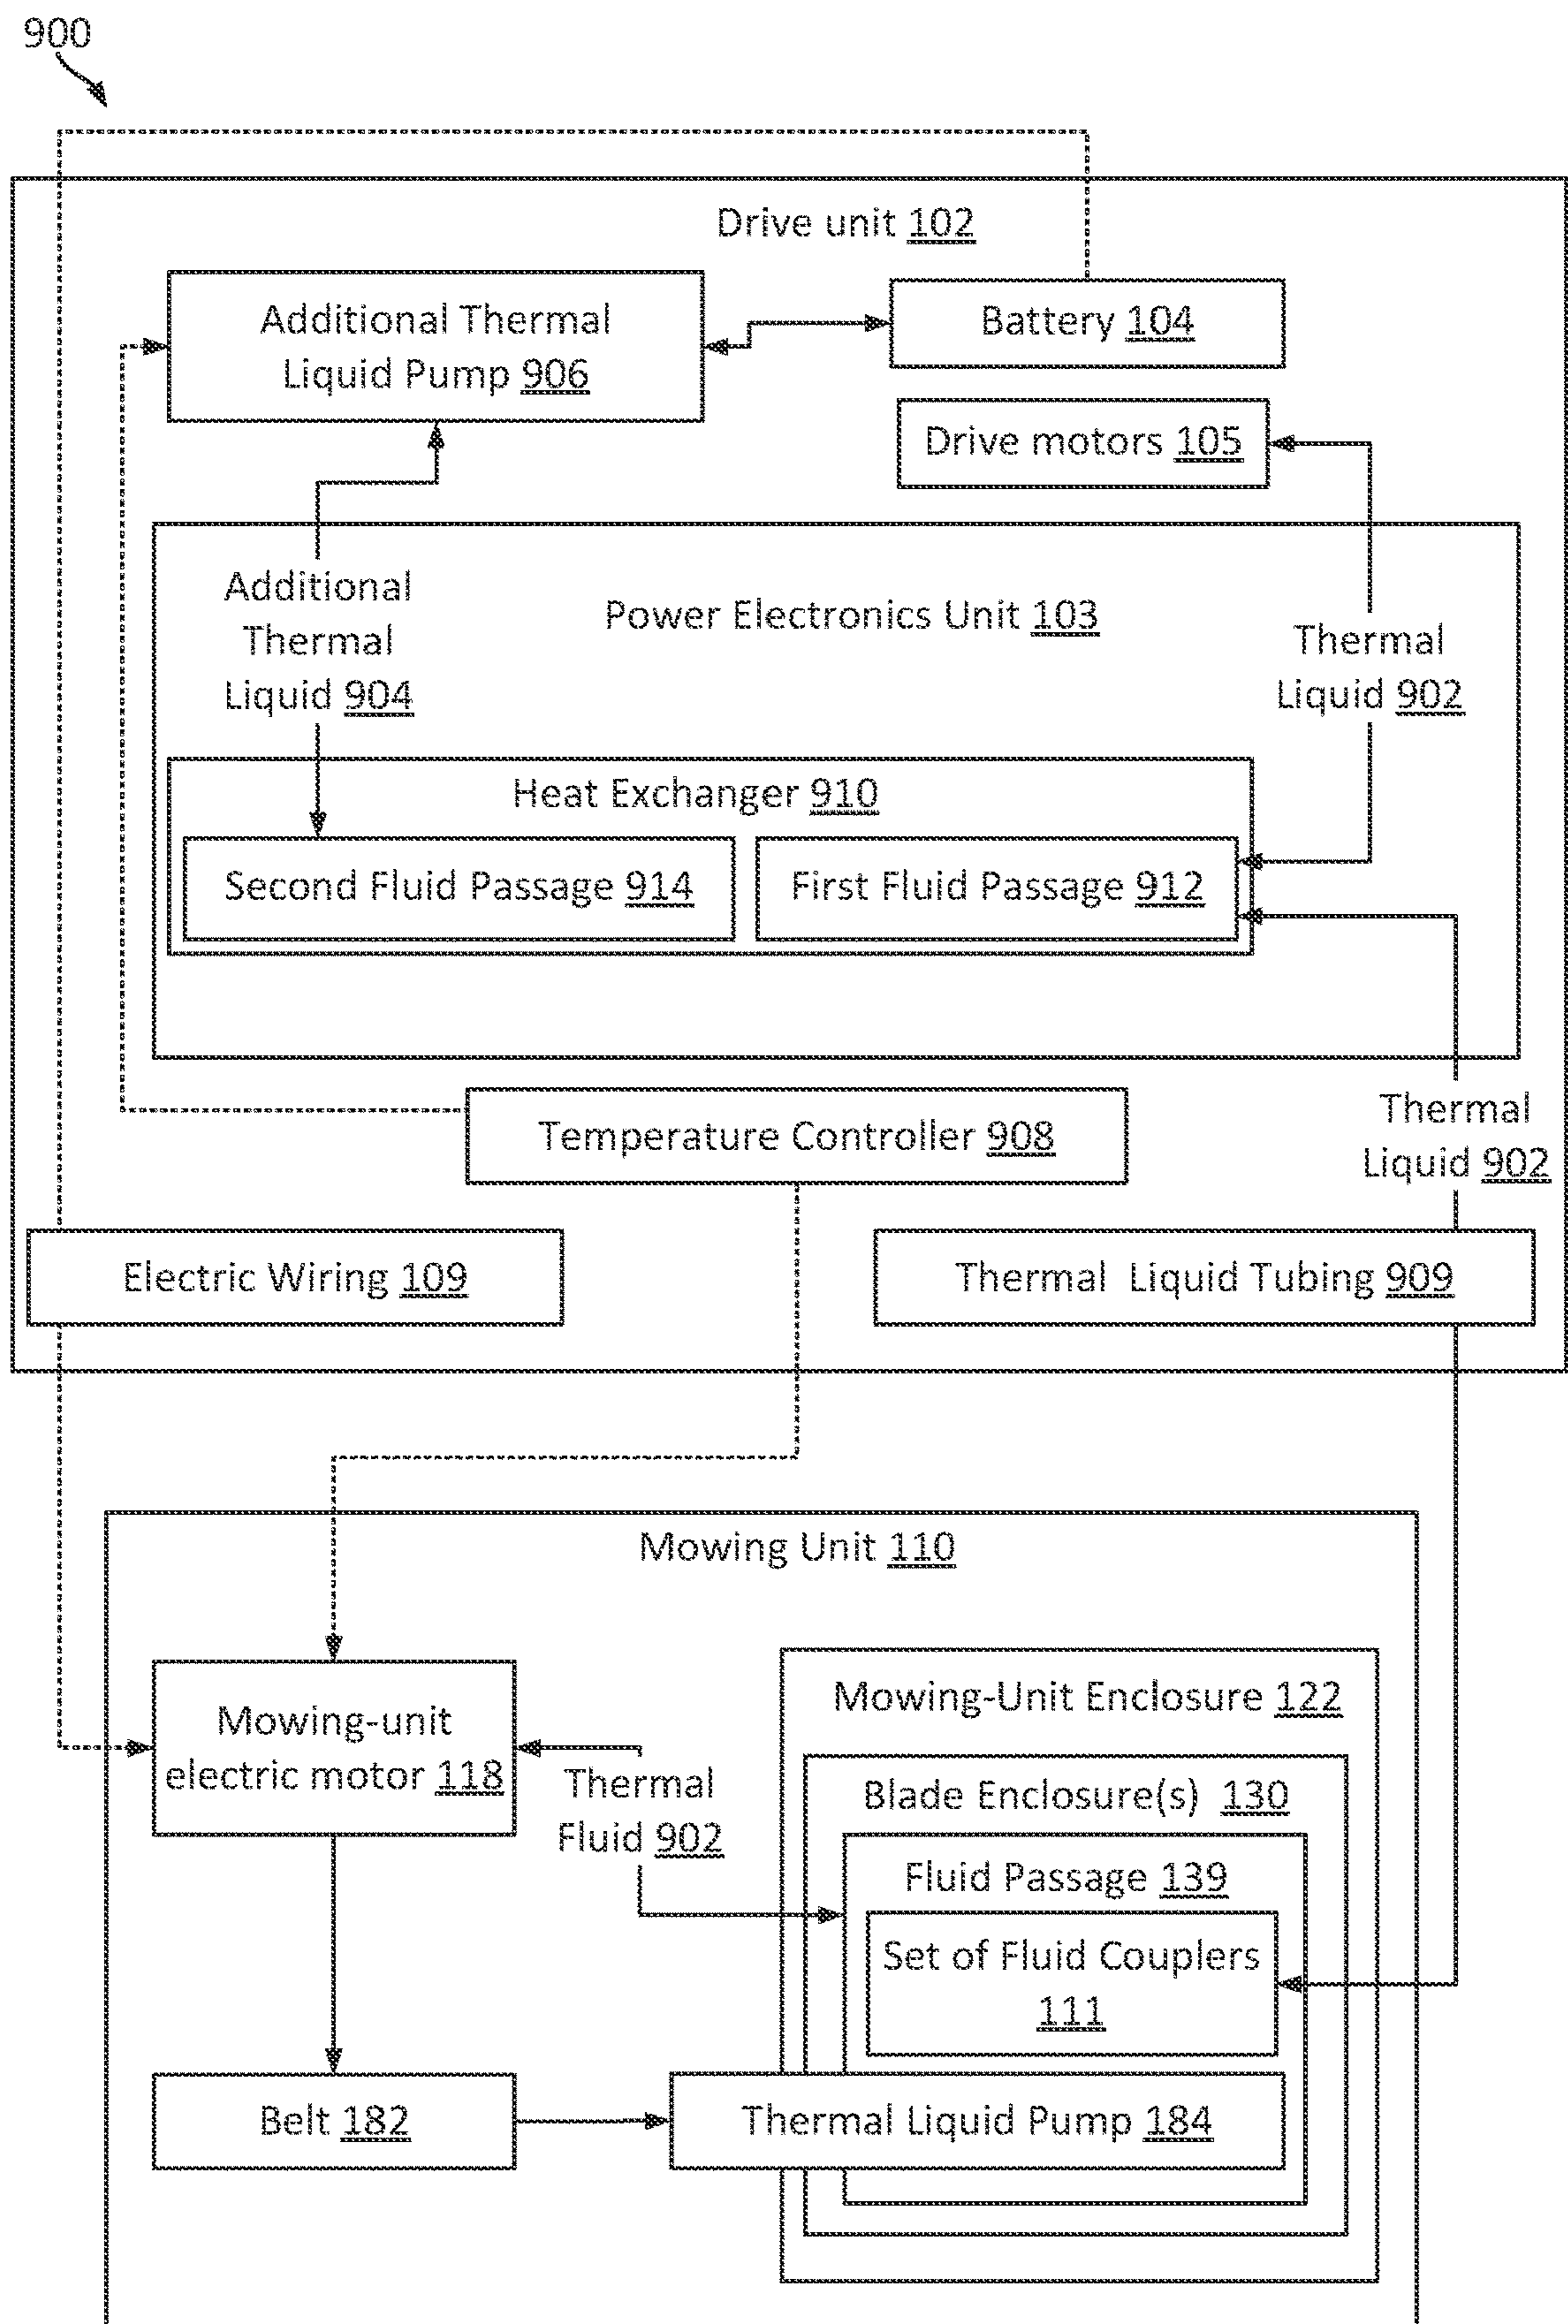 900
Drive unit 102
Additional Thermal
Liquid Pump 906
Battery 104
Drive motors 105
Additional
Thermal
Liquid 904
Power Electronics Unit 103
Thermal
Liquid 902
Heat Exchanger 910
Second Fluid Passage 914
First Fluid Passage 912
Temperature Controller 908
Thermal
Liquid 902
Electric Wiring 109
Thermal Liquid Tubing 909
Mowing Unit 110
Mowing-unit
electric motor 118
Thermal
Fluid 902
Mowing-Unit Enclosure 122
Blade Enclosure(s) 130
Fluid Passage 139
Set of Fluid Couplers
111
Belt 182
Thermal Liquid Pump 184